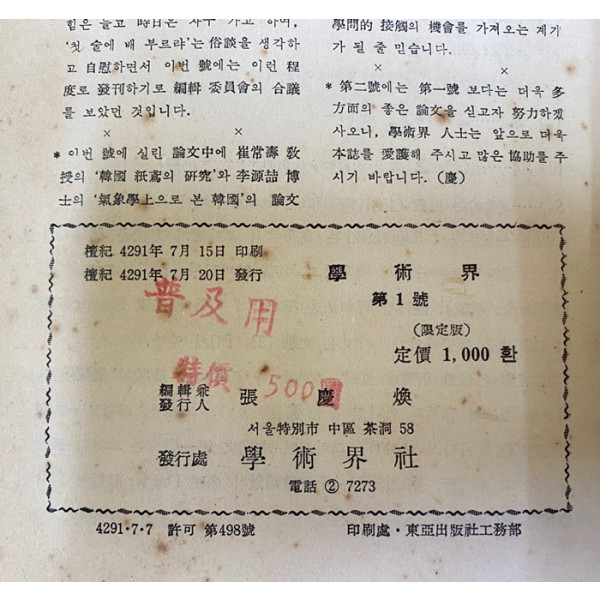 힘은 들고 時日은 자꾸 가고 하여,
‘첫 술에 배 부르랴’는 俗談을 생각하
고 自慰하면서 이번 號에는 이런 程
度로 發刊하기로 編輯 委員會의 合議
를 보았던 것입니다.
× ×
* 이번 號에 실린 論文中에 崔常壽 敎
授의 ‘韓國 紙鳶의 硏究’와 李源喆 博
士의 ‘氣象學上으로 본 韓國’의 論文
學問的 接觸의 機會를 가져오는 계기
가 될 줄 믿습니다.
× ×
* 第二號에는 第一號 보다는 더욱 多
方面의 좋은 論文을 싣고자 努力하겠
사오니, 學術界 人士는 앞으로 더욱
本誌를 愛護해 주시고 많은 協助를 주
시기 바랍니다. (慶)
檀紀 4291年 7月 15日 印刷
檀紀 4291年 7月 20日 發行
學術界
第1號
(限定版)
定價 1,000 환
普及用
特價 500圜
編輯兼
發行人 張慶煥
서울特別市 中區 茶洞 58
發行處 學術界社
電話 ② 7273
4291·7·7 許可 第498號
印刷處·東亞出版社工務部